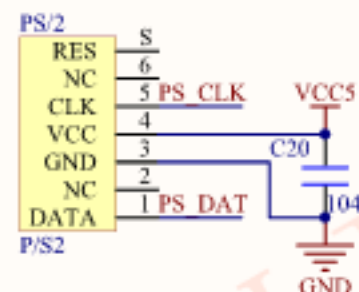 PS/2
RES S
NC 6
CLK 5 PS_CLK VCC5
VCC 4
GND 3 C20
NC 2
DATA 1 PS_DAT 104
P/S2
GND